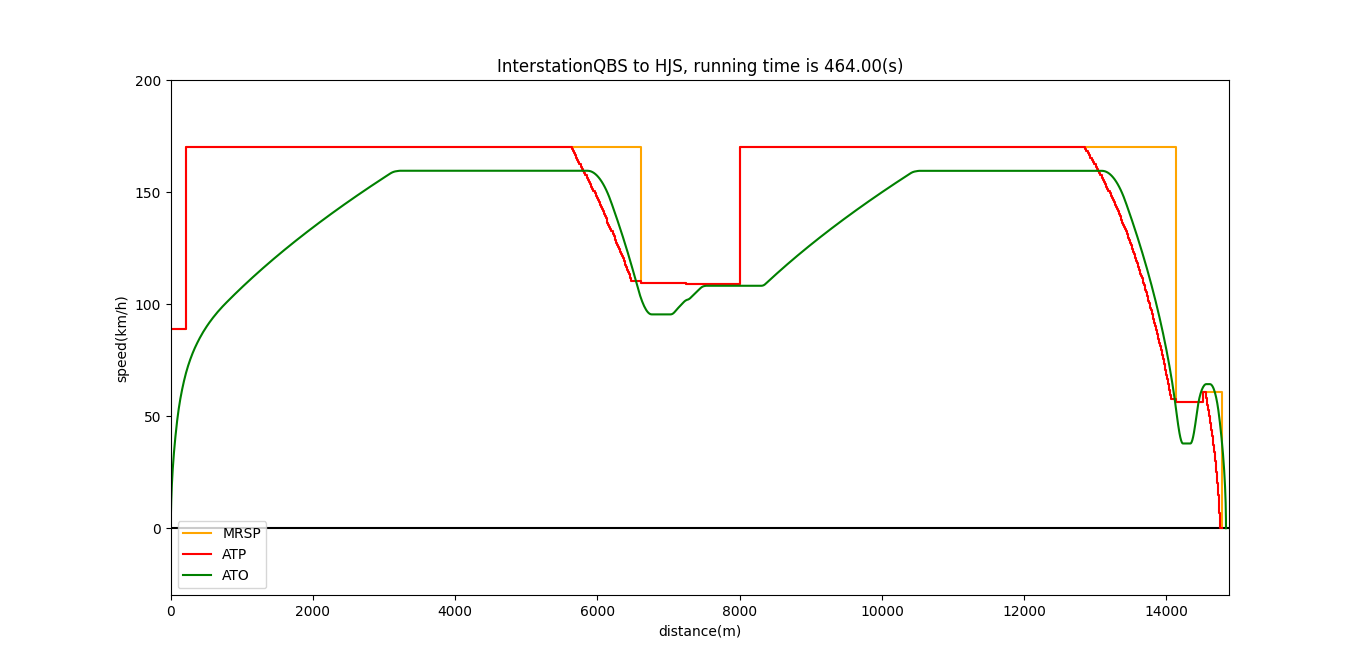 InterstationQBS to HJS, running time is 464.00(s)
200
150
100
50
0
speed(km/h)
MRSP
ATP
ATO
0 2000 4000 6000 8000 10000 12000 14000
distance(m)